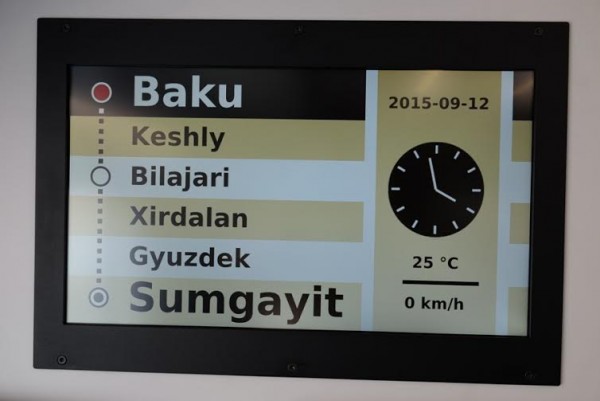 Baku
Keshly
Bilajari
Xirdalan
Gyuzdek
Sumgayit
2015-09-12
25 °C
0 km/h